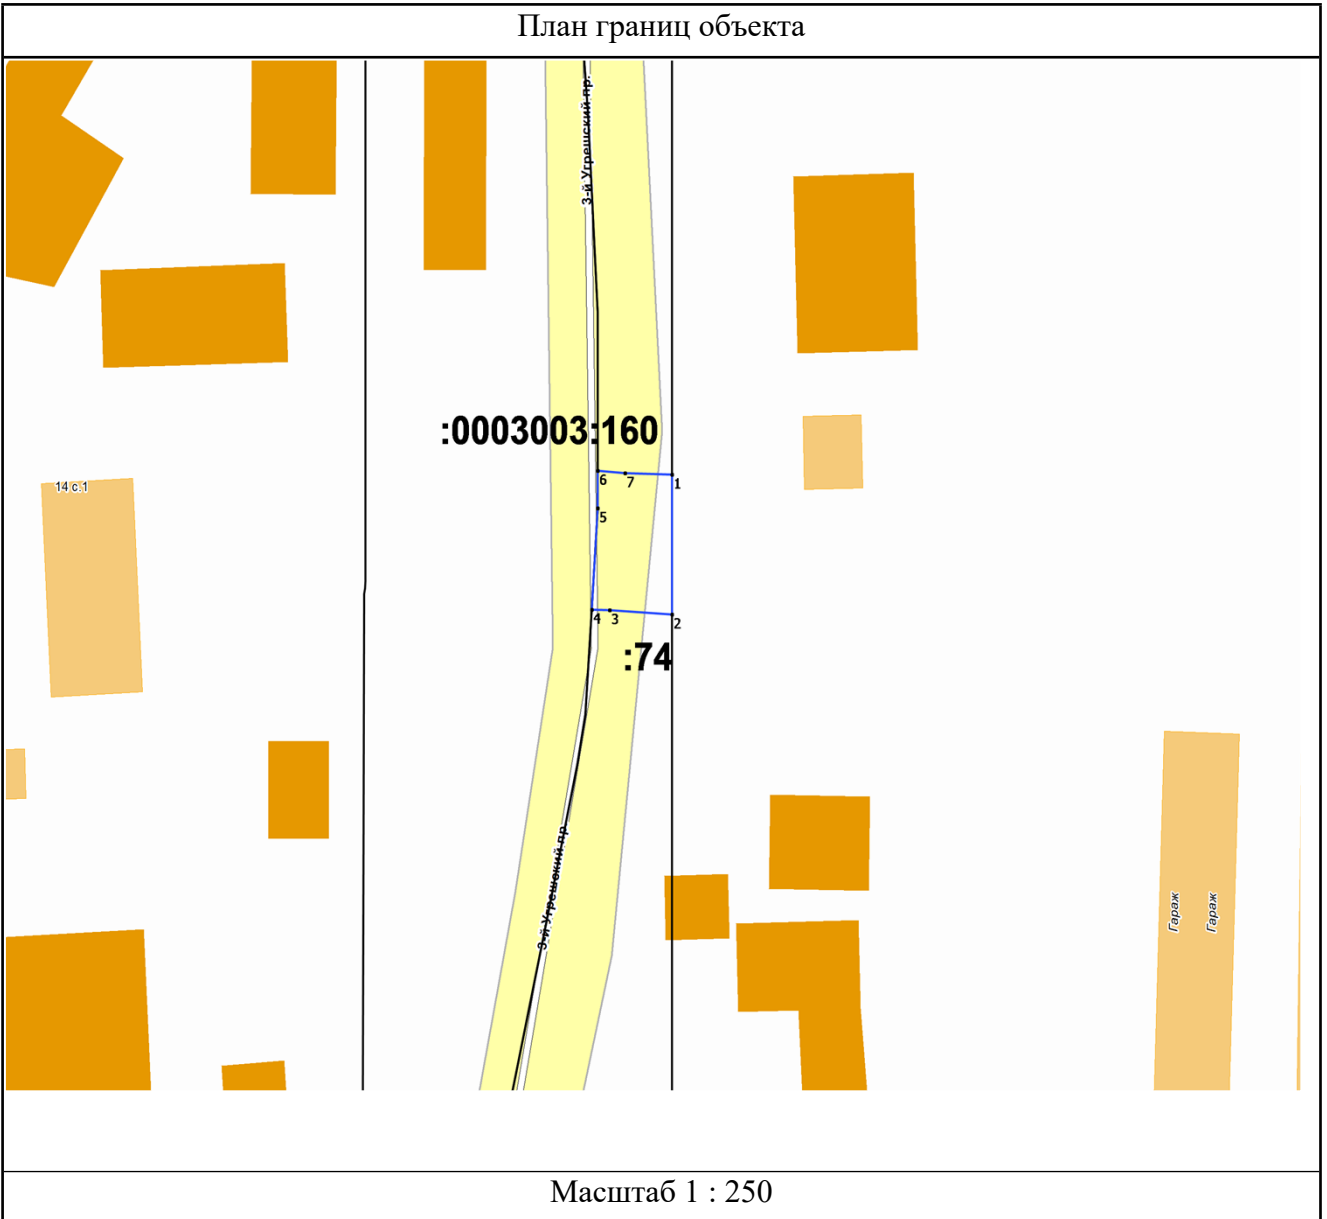 План границ объекта
3-й Угрешский пр.
:0003003:160
6
7
1
14 с.1
5
4
3
2
:74
3-й Угрешский пр.
Гараж
Гараж
Масштаб 1 : 250